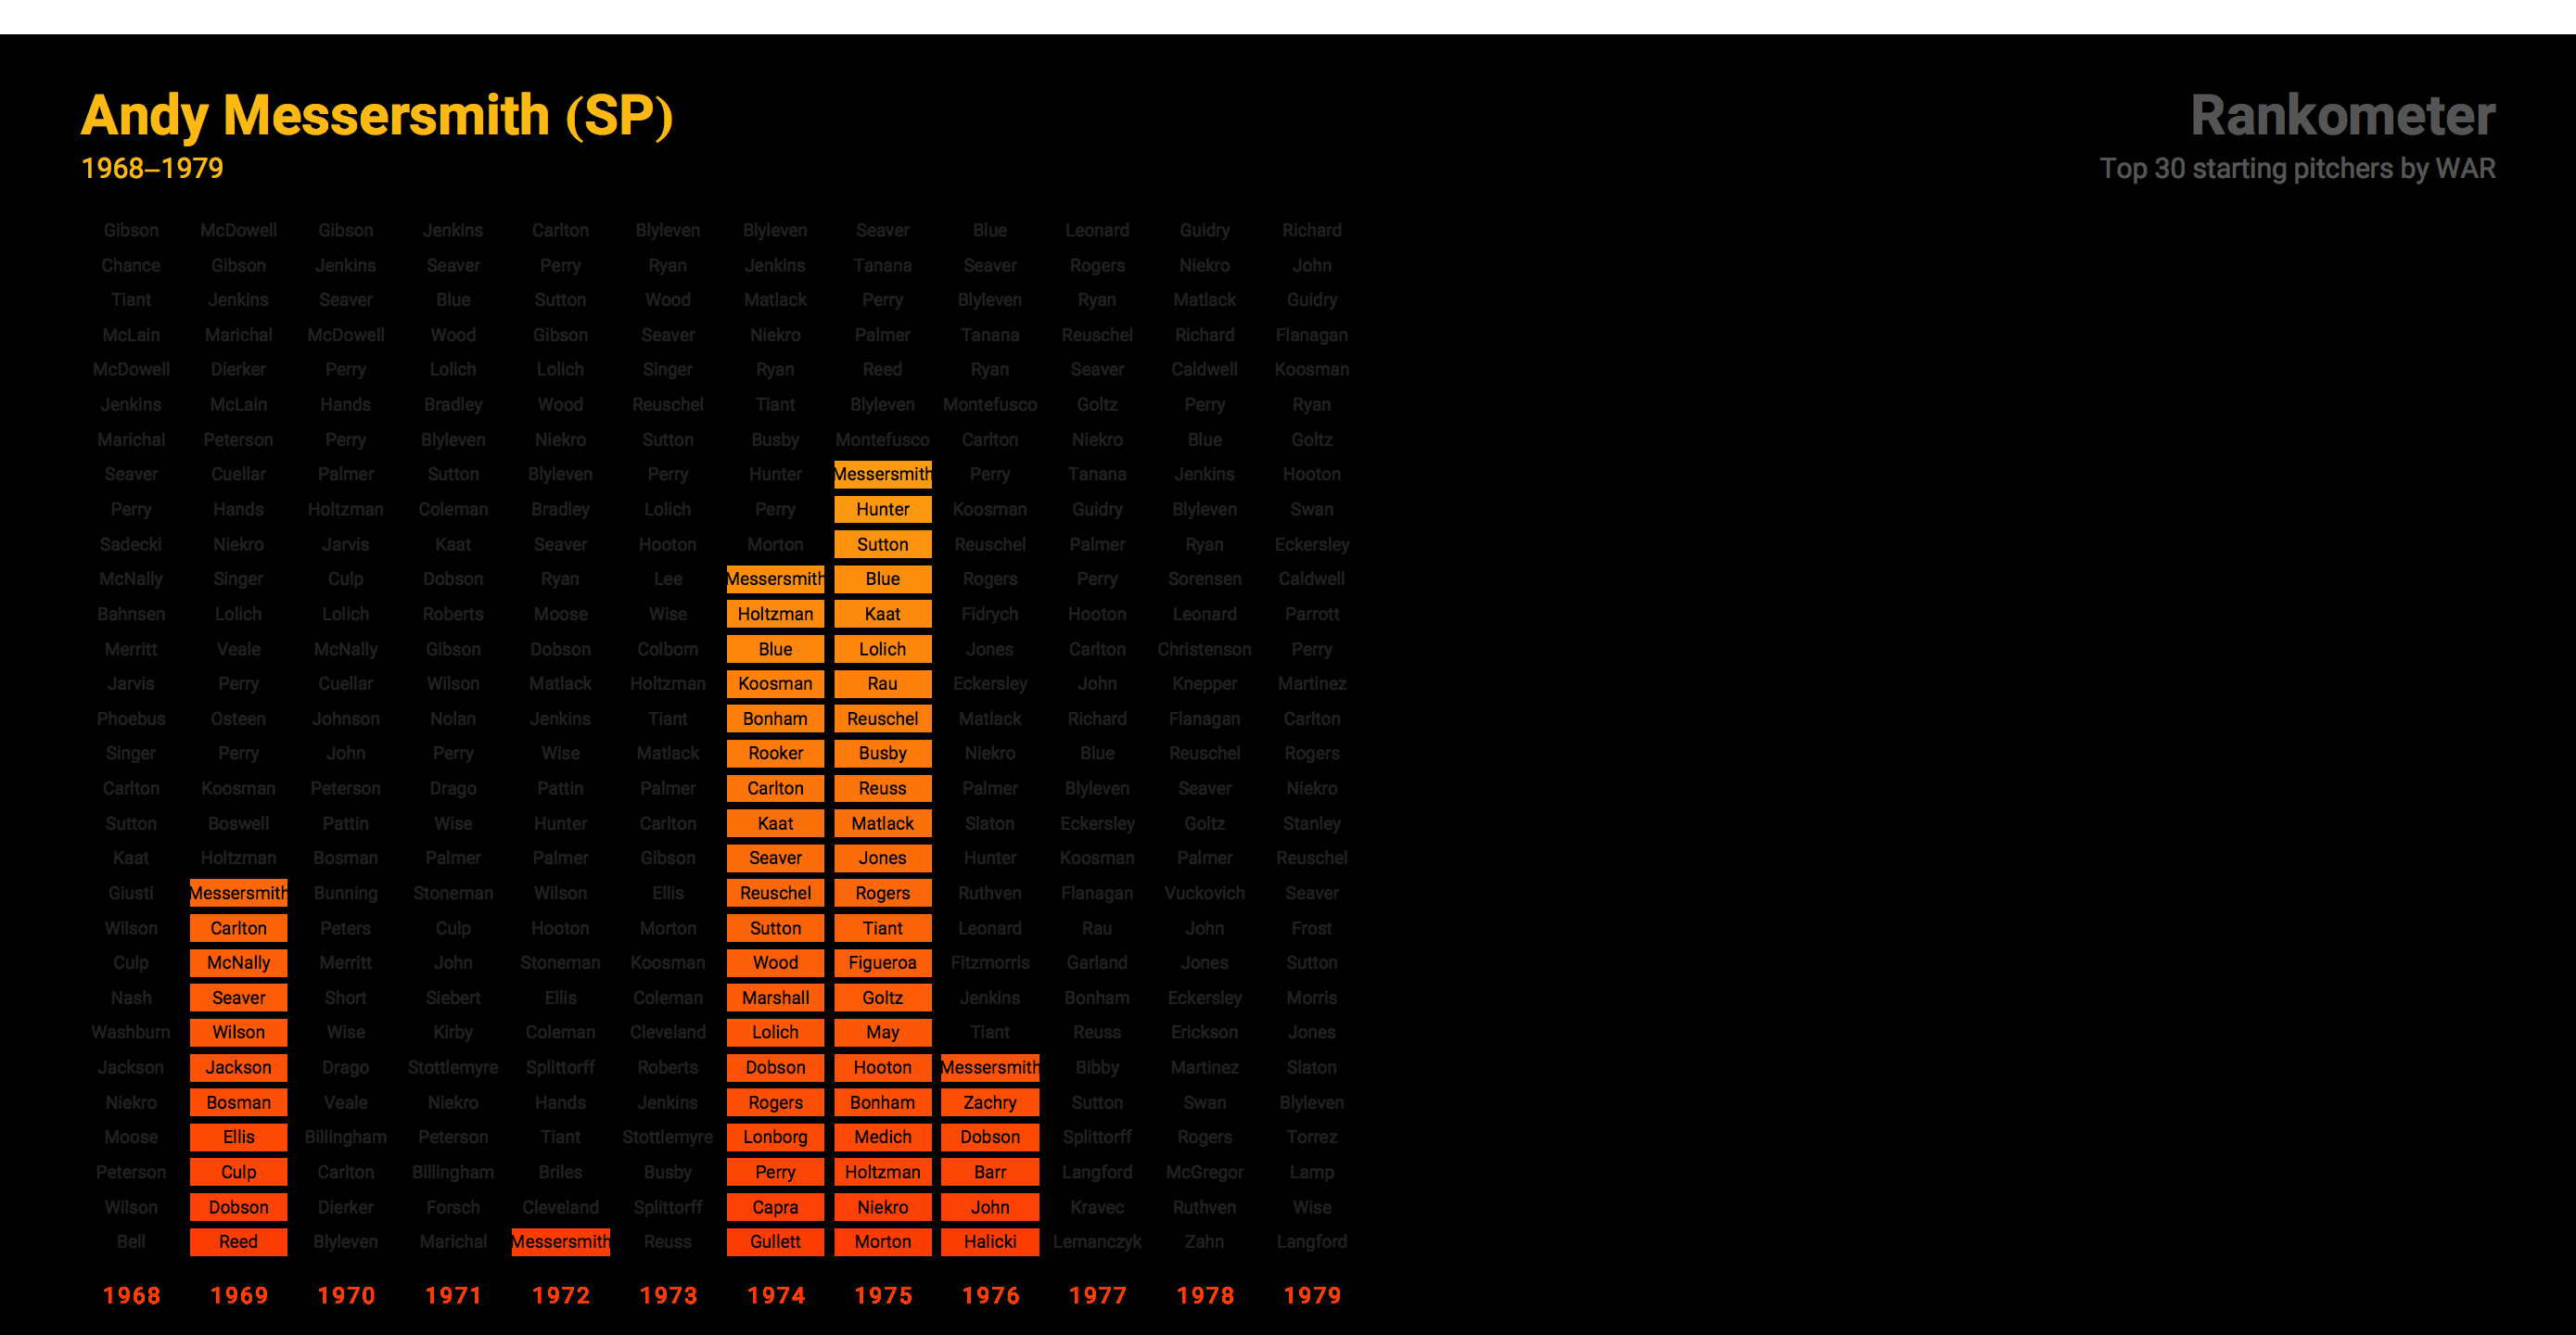 Andy Messersmith (SP)
Rankometer
1968–1979
Top 30 starting pitchers by WAR
Gibson McDowell Gibson Jenkins Carlton Blyleven Blyleven Seaver Blue Leonard Guidry Richard
Chance Gibson Jenkins Seaver Perry Ryan Jenkins Tanana Seaver Rogers Niekro John
Tiant Jenkins Seaver Blue Sutton Wood Matlack Perry Blyleven Ryan Matlack Guidry
McLain Marichal McDowell Wood Gibson Seaver Niekro Palmer Tanana Reuschel Richard Flanagan
McDowell Dierker Perry Lolich Lolich Singer Ryan Reed Ryan Seaver Caldwell Koosman
Jenkins McLain Hands Bradley Wood Reuschel Tiant Blyleven Montefusco Goltz Perry Ryan
Marichal Peterson Perry Blyleven Niekro Sutton Busby Montefusco Carlton Niekro Blue Goltz
Seaver Cuellar Palmer Sutton Blyleven Perry Hunter Messersmith Perry Tanana Jenkins Hooton
Perry Hands Holtzman Coleman Bradley Lolich Perry Hunter Koosman Guidry Blyleven Swan
Sadecki Niekro Jarvis Kaat Seaver Hooton Morton Sutton Reuschel Palmer Ryan Eckersley
McNally Singer Culp Dobson Ryan Lee Messersmith Blue Rogers Perry Sorensen Caldwell
Bahnsen Lolich Lolich Roberts Moose Wise Holtzman Kaat Fidrych Hooton Leonard Parrott
Merritt Veale McNally Gibson Dobson Colborn Blue Lolich Jones Carlton Christenson Perry
Jarvis Perry Cuellar Wilson Matlack Holtzman Koosman Rau Eckersley John Knepper Martinez
Phoebus Osteen Johnson Nolan Jenkins Tiant Bonham Reuschel Matlack Richard Flanagan Carlton
Singer Perry John Perry Wise Matlack Rooker Busby Niekro Blue Reuschel Rogers
Carlton Koosman Peterson Drago Pattin Palmer Carlton Reuss Palmer Blyleven Seaver Niekro
Sutton Boswell Pattin Wise Hunter Carlton Kaat Matlack Slaton Eckersley Goltz Stanley
Kaat Holtzman Bosman Palmer Palmer Gibson Seaver Jones Hunter Koosman Palmer Reuschel
Giusti Messersmith Bunning Stoneman Wilson Ellis Reuschel Rogers Ruthven Flanagan Vuckovich Seaver
Wilson Carlton Peters Culp Hooton Morton Sutton Tiant Leonard Rau John Frost
Culp McNally Merritt John Stoneman Koosman Wood Figueroa Fitzmorris Garland Jones Sutton
Nash Seaver Short Siebert Ellis Coleman Marshall Goltz Jenkins Bonham Eckersley Morris
Washburn Wilson Wise Kirby Coleman Cleveland Lolich May Tiant Reuss Erickson Jones
Jackson Jackson Drago Stottlemyre Splittorff Roberts Dobson Hooton Messersmith Bibby Martinez Slaton
Niekro Bosman Veale Niekro Hands Jenkins Rogers Bonham Zachry Sutton Swan Blyleven
Moose Ellis Billingham Peterson Tiant Stottlemyre Lonborg Medich Dobson Splittorff Rogers Torrez
Peterson Culp Carlton Billingham Briles Busby Perry Holtzman Barr Langford McGregor Lamp
Wilson Dobson Dierker Forsch Cleveland Splittorff Capra Niekro John Kravec Ruthven Wise
Bell Reed Blyleven Marichal Messersmith Reuss Gullett Morton Halicki Lemanczyk Zahn Langford
1968 1969 1970 1971 1972 1973 1974 1975 1976 1977 1978 1979